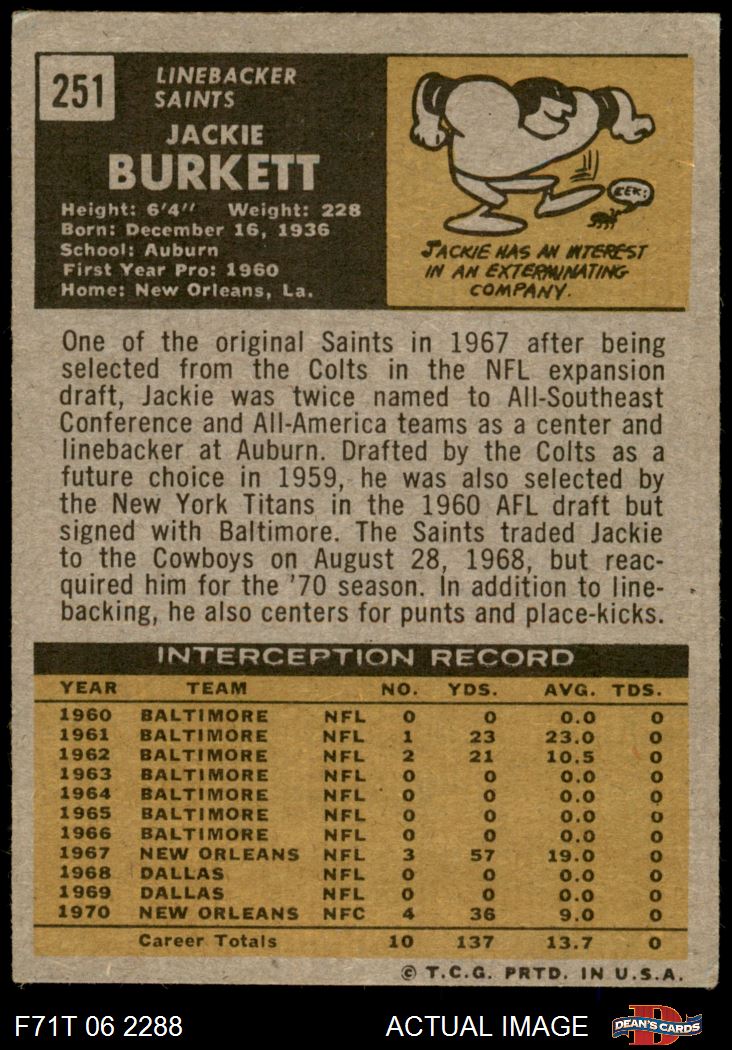 251
LINEBACKER
SAINTS
JACKIE
BURKETT
Height: 6'4" Weight: 228
Born: December 16, 1936
School: Auburn
First Year Pro: 1960
Home: New Orleans, La.
EEK!
JACKIE HAS AN INTEREST
IN AN EXTERMINATING
COMPANY.
One of the original Saints in 1967 after being
selected from the Colts in the NFL expansion
draft, Jackie was twice named to All-Southeast
Conference and All-America teams as a center and
linebacker at Auburn. Drafted by the Colts as a
future choice in 1959, he was also selected by
the New York Titans in the 1960 AFL draft but
signed with Baltimore. The Saints traded Jackie
to the Cowboys on August 28, 1968, but reac-
quired him for the '70 season. In addition to line-
backing, he also centers for punts and place-kicks.
INTERCEPTION RECORD
YEAR TEAM NO. YDS. AVG. TDS.
1960 BALTIMORE NFL 0 0 0.0 0
1961 BALTIMORE NFL 1 23 23.0 0
1962 BALTIMORE NFL 2 21 10.5 0
1963 BALTIMORE NFL 0 0 0.0 0
1964 BALTIMORE NFL 0 0 0.0 0
1965 BALTIMORE NFL 0 0 0.0 0
1966 BALTIMORE NFL 0 0 0.0 0
1967 NEW ORLEANS NFL 3 57 19.0 0
1968 DALLAS NFL 0 0 0.0 0
1969 DALLAS NFL 0 0 0.0 0
1970 NEW ORLEANS NFC 4 36 9.0 0
Career Totals 10 137 13.7 0
© T.C.G. PRTD. IN U.S.A.
F71T 06 2288 ACTUAL IMAGE
D
DEAN'S CARDS